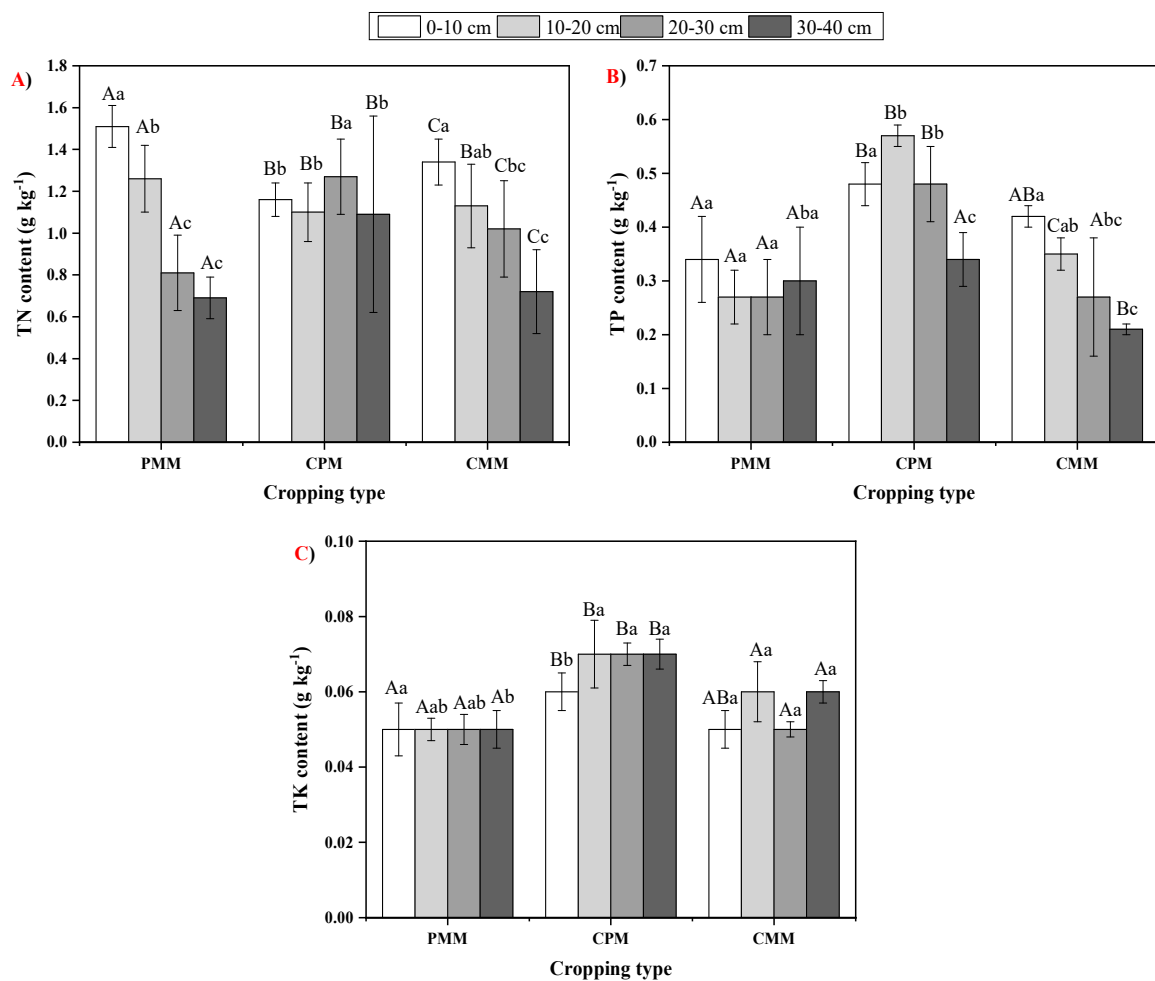 0-10 cm 10-20 cm 20-30 cm 30-40 cm
A)
TN content (g kg-1)
1.8
1.6
1.4
1.2
1.0
0.8
0.6
0.4
0.2
0.0
Aa Ab Ac Ac
Bb Bb Ba Bb
Ca Bab Cbc Cc
PMM CPM CMM
Cropping type
B)
TP content (g kg-1)
0.7
0.6
0.5
0.4
0.3
0.2
0.1
0.0
Aa Aa Aa Aba
Ba Bb Bb Ac
ABa Cab Abc Bc
PMM CPM CMM
Cropping type
C)
TK content (g kg-1)
0.10
0.08
0.06
0.04
0.02
0.00
Aa Aab Aab Ab
Bb Ba Ba Ba
ABa Aa Aa Aa
PMM CPM CMM
Cropping type